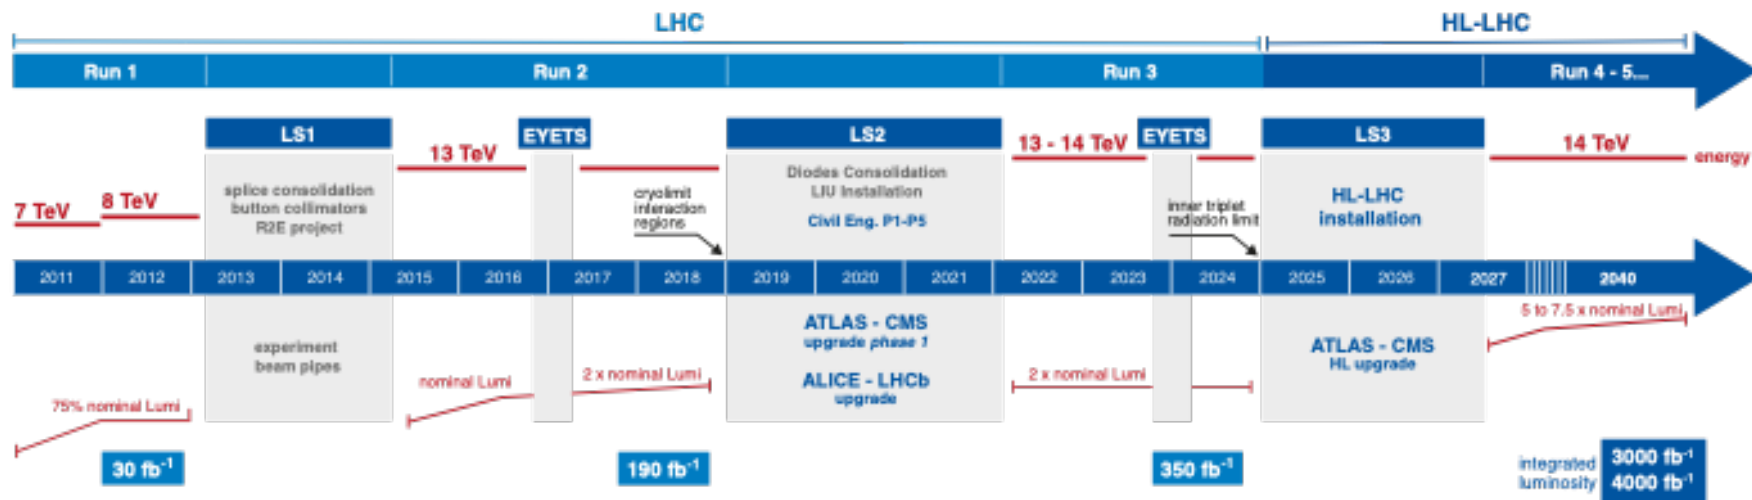 LHC
HL-LHC
Run 1
Run 2
Run 3
Run 4 - 5...
LS1
EYETS
LS2
EYETS
LS3
7 TeV
8 TeV
13 TeV
13 - 14 TeV
14 TeV
energy
splice consolidation
button collimators
R2E project
cryolimit
interaction
regions
Diodes Consolidation
LIU Installation
Civil Eng. P1-P5
inner triplet
radiation limit
HL-LHC
installation
2011
2012
2013
2014
2015
2016
2017
2018
2019
2020
2021
2022
2023
2024
2025
2026
2027
2040
experiment
beam pipes
ATLAS - CMS
upgrade phase 1
ALICE - LHCb
upgrade
ATLAS - CMS
HL upgrade
75% nominal Lumi
nominal Lumi
2 x nominal Lumi
2 x nominal Lumi
5 to 7.5 x nominal Lumi
30 fb⁻¹
190 fb⁻¹
350 fb⁻¹
integrated
luminosity
3000 fb⁻¹
4000 fb⁻¹